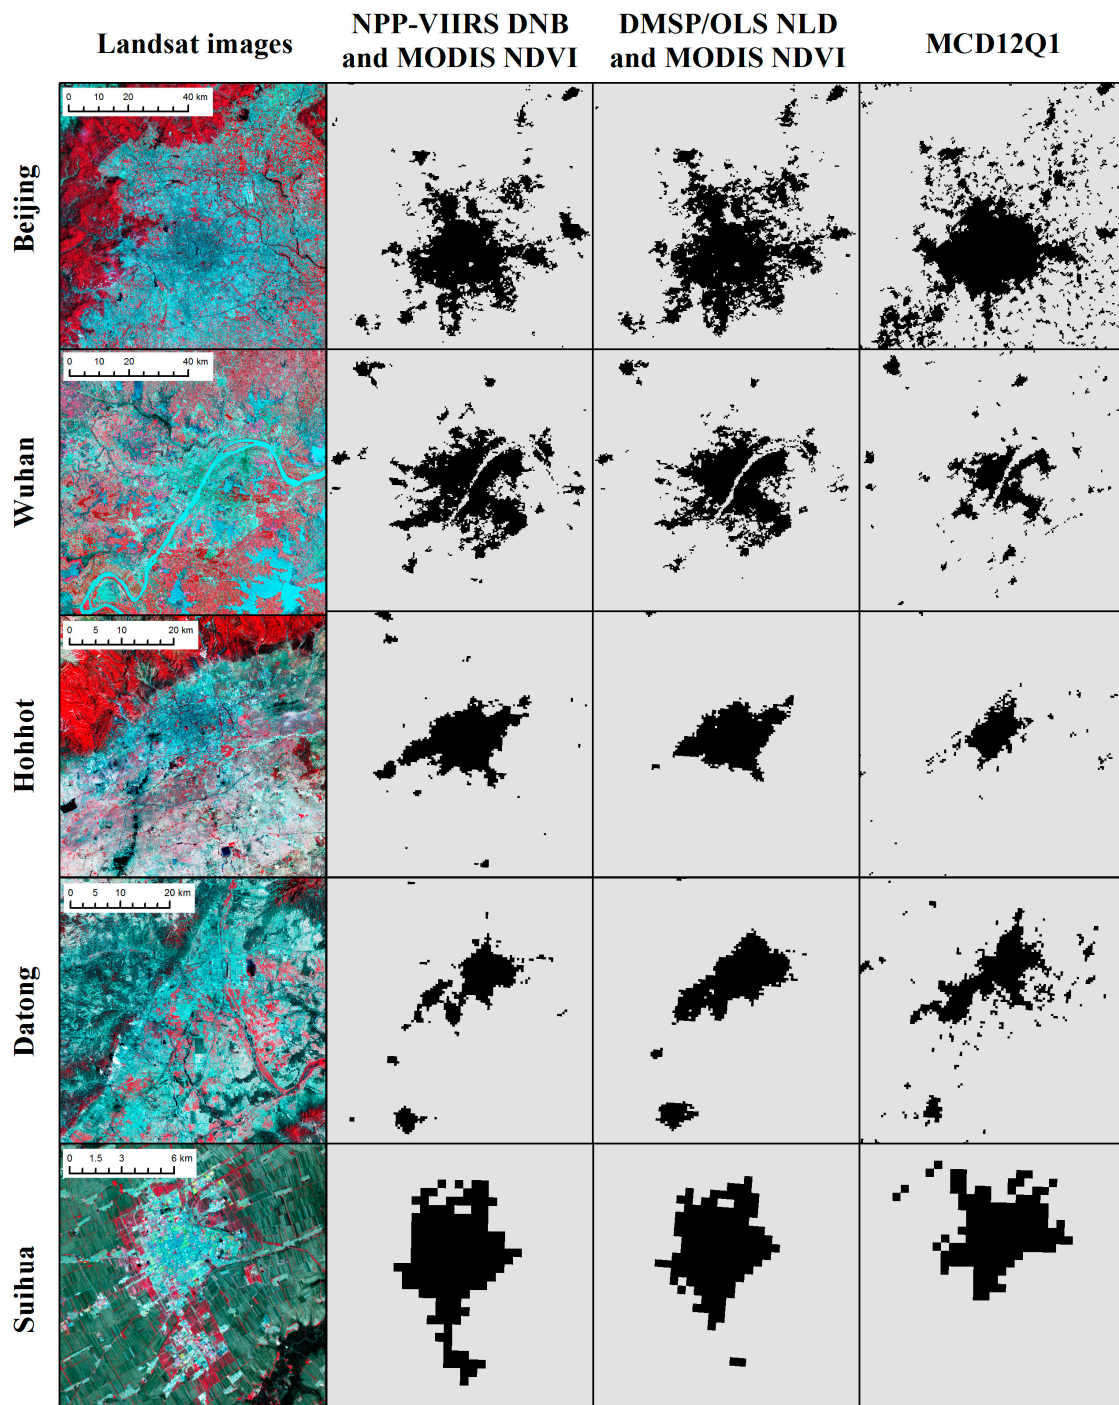 Landsat images
NPP-VIIRS DNB
and MODIS NDVI
DMSP/OLS NLD
and MODIS NDVI
MCD12Q1
Beijing
0 10 20 40 km
Wuhan
0 10 20 40 km
Hohhot
0 5 10 20 km
Datong
0 5 10 20 km
Suihua
0 1.5 3 6 km